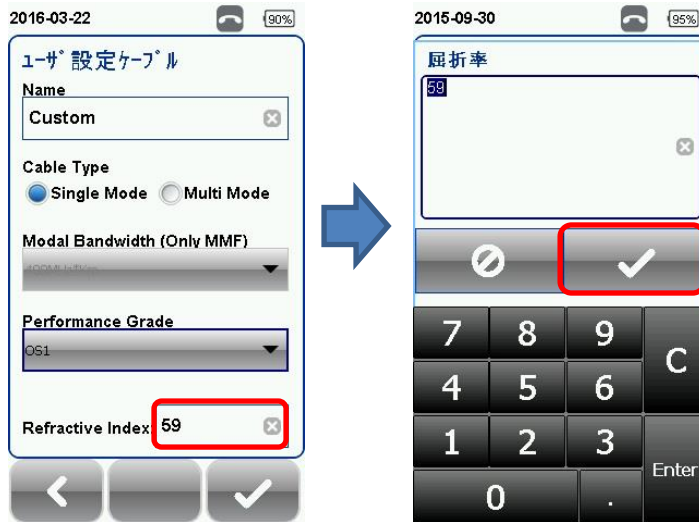 2016-03-22
90%
ユーザ設定ケーブル
Name
Custom
Cable Type
Single Mode
Multi Mode
Modal Bandwidth (Only MMF)
Performance Grade
OS1
Refractive Index:
59
2015-09-30
95%
屈折率
59
7 8 9 C
4 5 6
1 2 3 Enter
0 .